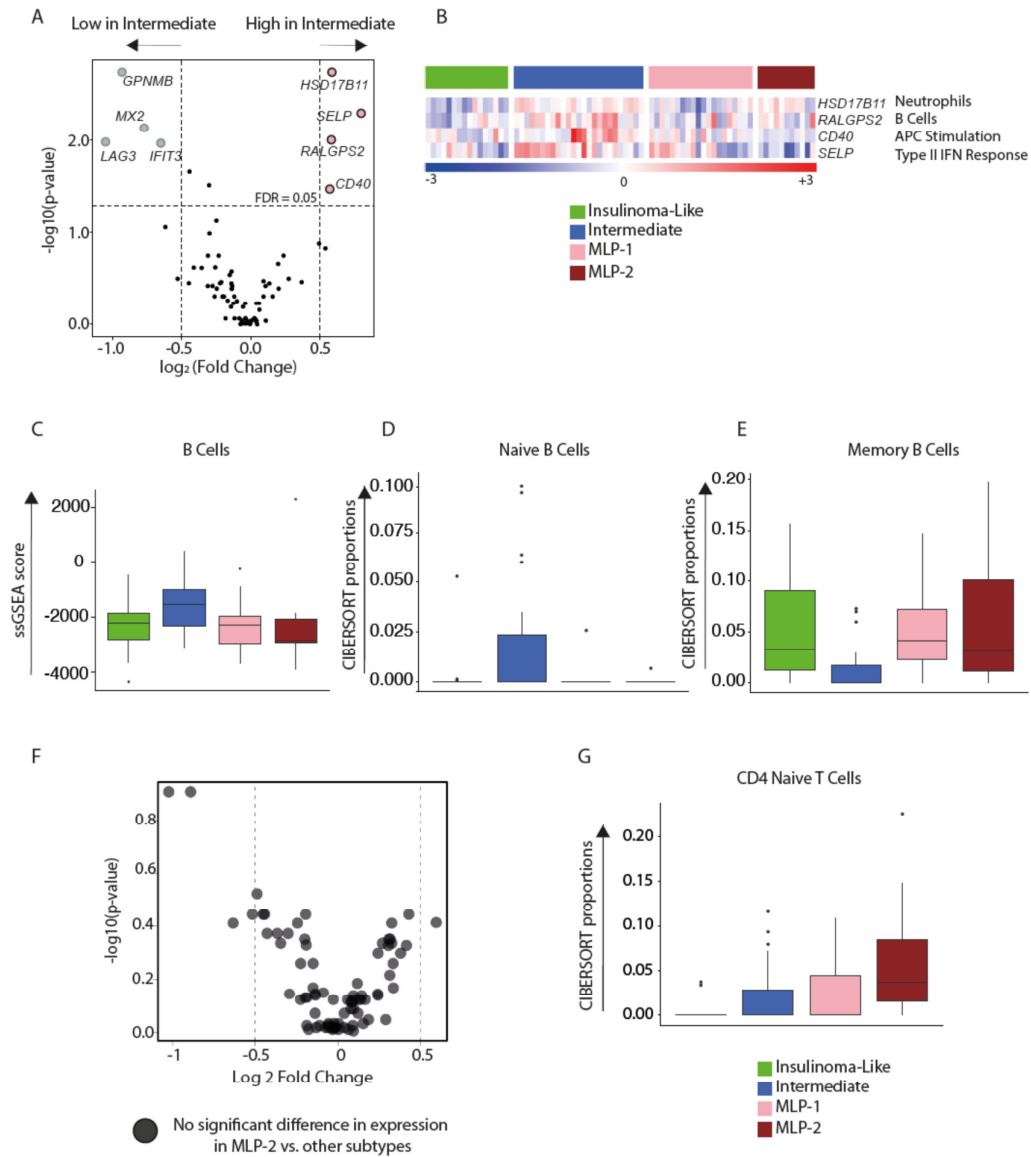 A
Low in Intermediate
High in Intermediate
GPNMB
HSD17B11
MX2
SELP
LAG3
IFIT3
RALGPS2
CD40
FDR = 0.05
2.0
1.0
0.0
-log10(p-value)
-1.0
-0.5
0.0
0.5
log₂ (Fold Change)
B
HSD17B11 Neutrophils
RALGPS2 B Cells
CD40 APC Stimulation
SELP Type II IFN Response
-3
0
+3
Insulinoma-Like
Intermediate
MLP-1
MLP-2
C
B Cells
ssGSEA score
2000
0
-2000
-4000
D
Naive B Cells
CIBERSORT proportions
0.100
0.075
0.050
0.025
0.000
E
Memory B Cells
CIBERSORT proportions
0.20
0.15
0.10
0.05
0.00
F
-log10(p-value)
0.8
0.6
0.4
0.2
0.0
-1
-0.5
0
0.5
Log 2 Fold Change
No significant difference in expression
in MLP-2 vs. other subtypes
G
CD4 Naive T Cells
CIBERSORT proportions
0.20
0.15
0.10
0.05
0.00
Insulinoma-Like
Intermediate
MLP-1
MLP-2